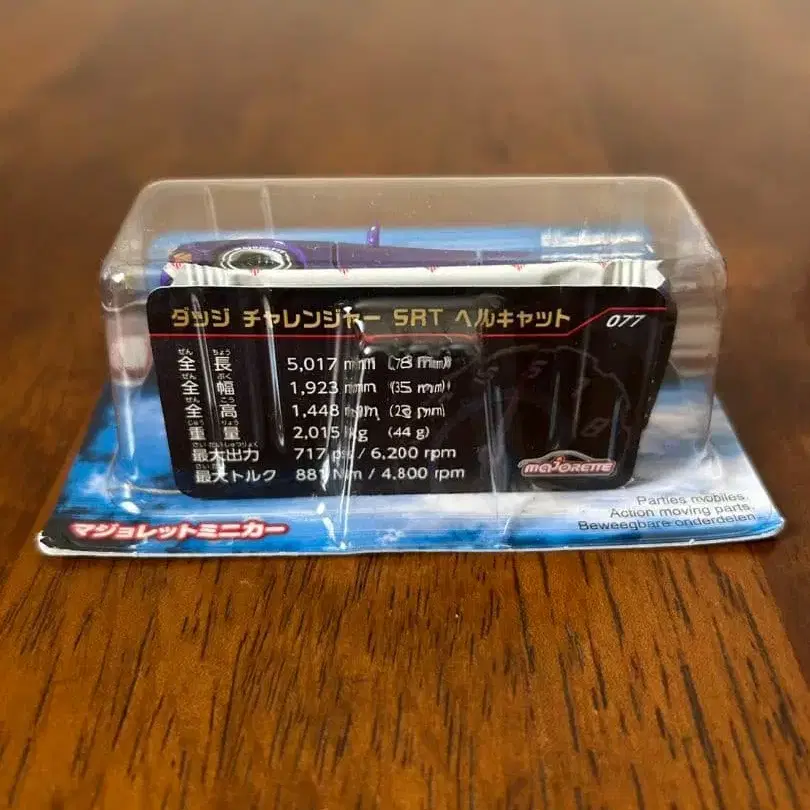 ダッジ チャレンジャー SRT ヘルキャット 077
全長 5,017 mm (78 mm)
全幅 1,923 mm (35 mm)
全高 1,448 mm
重量 2,015 kg (44 g)
最大出力 717 ps / 6,200 rpm
最大トルク 881 Nm / 4,800 rpm
majorette
マジョレットミニカー
Parties mobiles.
Action moving parts.
Beweegbare onderdelen.